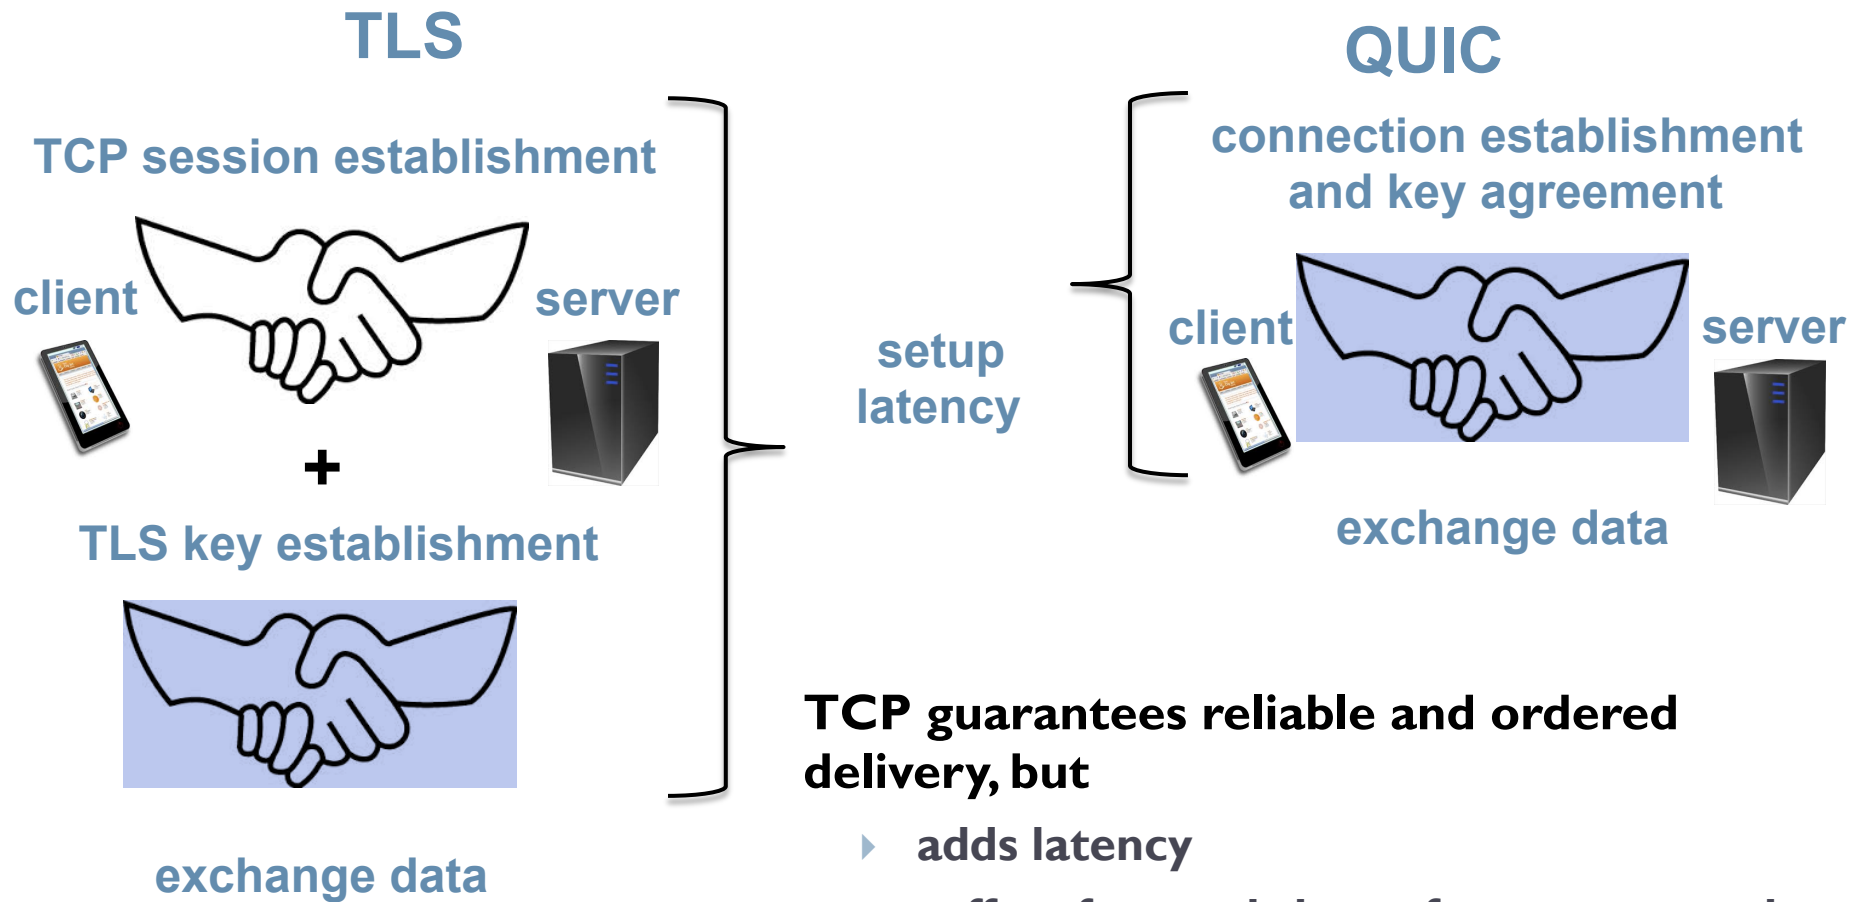 TLS
TCP session establishment
client
server
+
TLS key establishment
exchange data
setup
latency
QUIC
connection establishment
and key agreement
client
server
exchange data
TCP guarantees reliable and ordered
delivery, but
adds latency